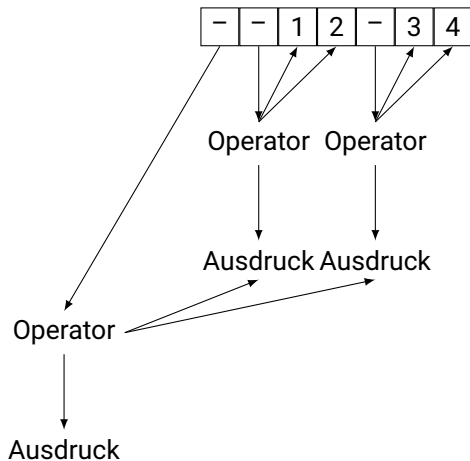 − − 1 2 − 3 4
Operator Operator
Ausdruck Ausdruck
Operator
Ausdruck